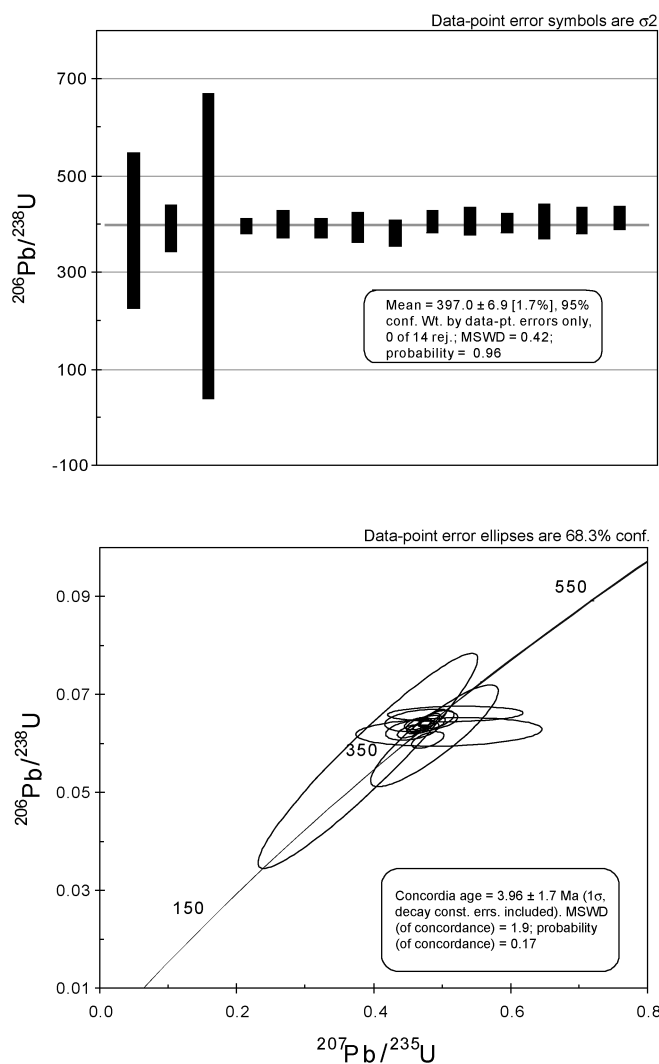 Data-point error symbols are σ2
700
500
300
100
-100
206Pb/238U
Mean = 397.0 ± 6.9 [1.7%], 95%
conf. Wt. by data-pt. errors only,
0 of 14 rej.; MSWD = 0.42;
probability = 0.96
Data-point error ellipses are 68.3% conf.
0.09
0.07
0.05
0.03
0.01
206Pb/238U
550
350
150
Concordia age = 3.96 ± 1.7 Ma (1σ,
decay const. errs. included). MSWD
(of concordance) = 1.9; probability
(of concordance) = 0.17
0.0 0.2 0.4 0.6 0.8
207Pb/235U